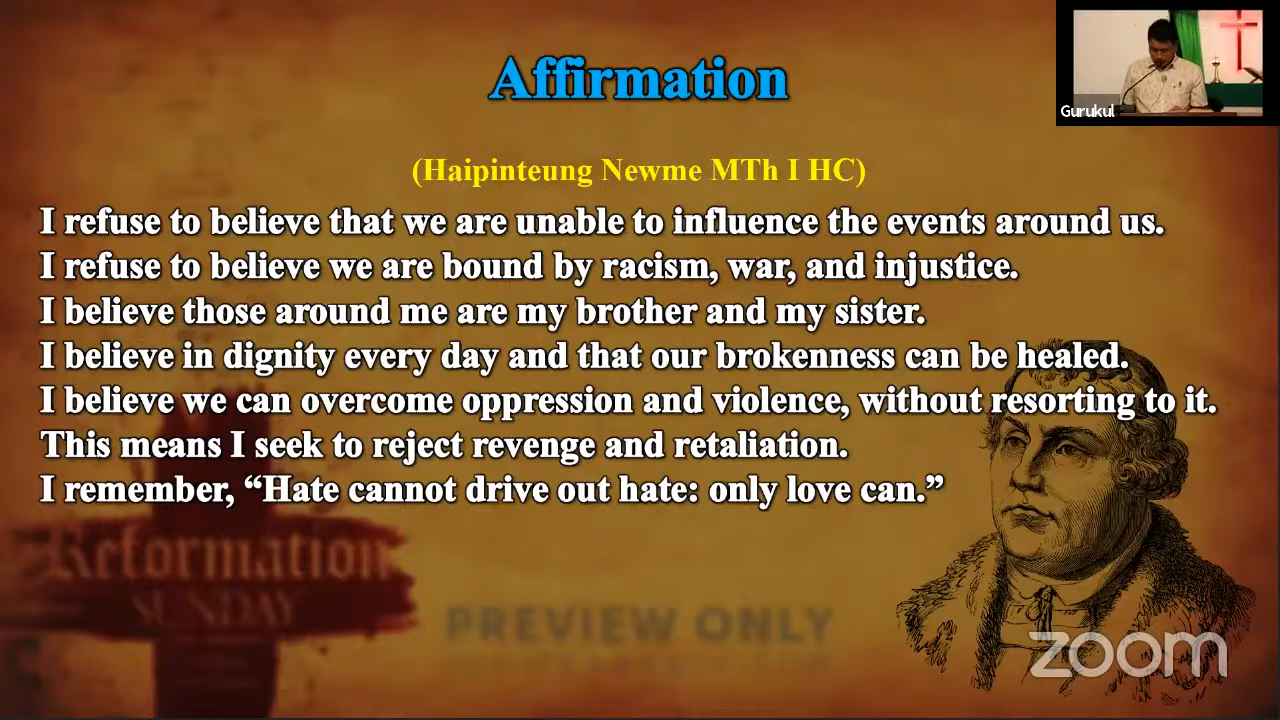 Affirmation
Gurukul
(Haipinteung Newme MTh I HC)
I refuse to believe that we are unable to influence the events around us.
I refuse to believe we are bound by racism, war, and injustice.
I believe those around me are my brother and my sister.
I believe in dignity every day and that our brokenness can be healed.
I believe we can overcome oppression and violence, without resorting to it.
This means I seek to reject revenge and retaliation.
I remember, “Hate cannot drive out hate: only love can.”
Reformation
SUNDAY
PREVIEW ONLY
zoom